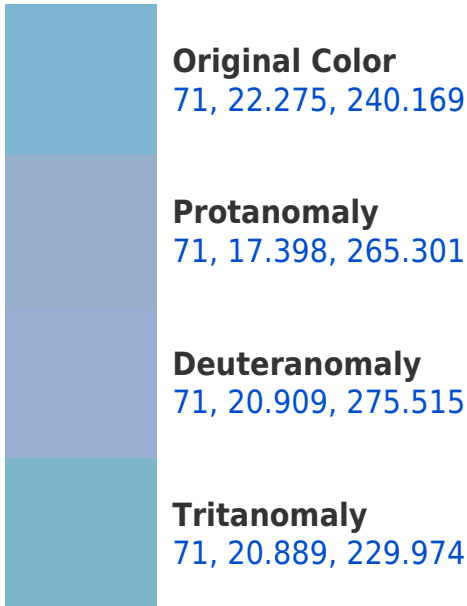 Original Color
71, 22.275, 240.169
Protanomaly
71, 17.398, 265.301
Deuteranomaly
71, 20.909, 275.515
Tritanomaly
71, 20.889, 229.974